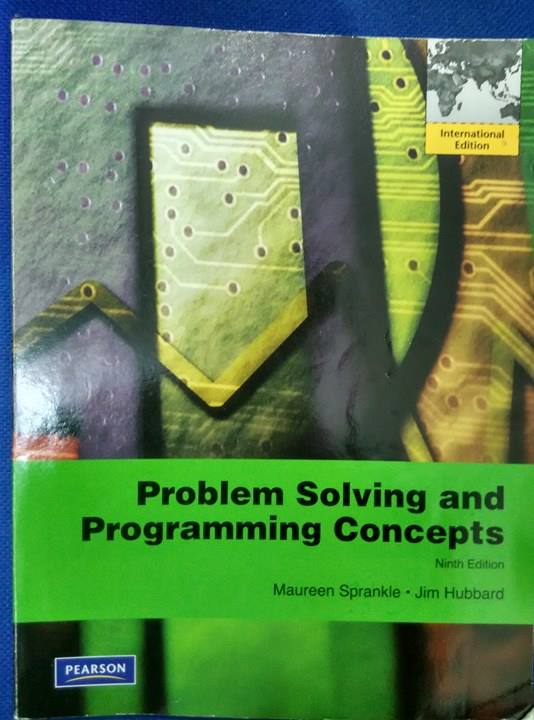 International
Edition
Problem Solving and
Programming Concepts
Ninth Edition
Maureen Sprankle • Jim Hubbard
PEARSON